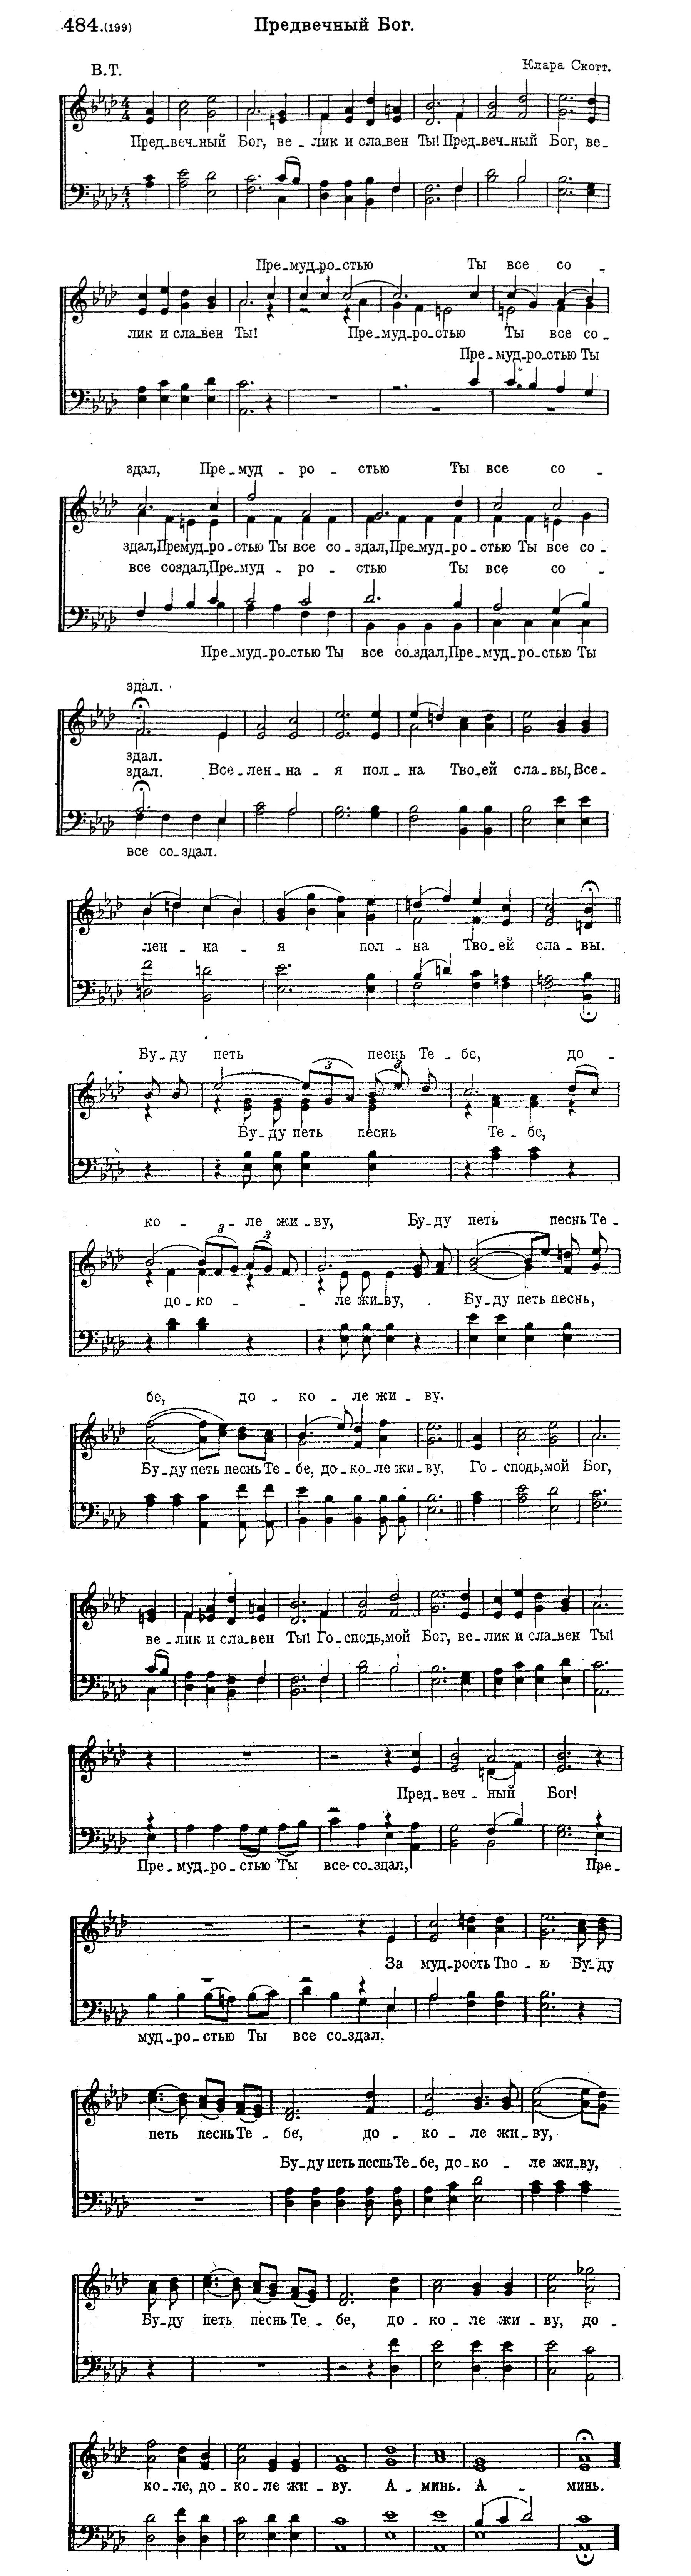 484.(199) Предвечный Бог.
В.Т. Клара Скотт.
Пред-веч-ный Бог, ве-лик и сла-вен Ты! Пред-веч-ный Бог, ве-
Пре-муд-ро-стью Ты все со-
лик и сла-вен Ты! Пре-муд-ро-стью Ты все со-
Пре-муд-ро-стью Ты
здал, Пре-муд-ро-стью Ты все со-
здал, Премуд-ро-стью Ты все со-здал, Пре-муд-ро-стью Ты все со-
все создал, Пре-муд-ро-стью Ты все со-
Пре-муд-ро-стью Ты все со-здал, Пре-муд-ро-стью Ты
здал.
здал.
здал. Все-лен-на-я пол-на Тво-ей сла-вы, Все-
все со-здал.
лен-на-я пол-на Тво-ей сла-вы.
Бу-ду петь песнь Те-бе, до-
3 3
Бу-ду петь песнь Те-бе,
ко-ле жи-ву, Бу-ду петь песнь Те-
3 3
до-ко-ле жи-ву, Бу-ду петь песнь,
бе, до-ко-ле жи-ву.
Бу-ду петь песнь Те-бе, до-ко-ле жи-ву. Го-сподь, мой Бог,
ве-лик и сла-вен Ты! Го-сподь, мой Бог, ве-лик и сла-вен Ты!
Пред-веч-ный Бог!
Пре-муд-ро-стью Ты все-со-здал, Пре-
За муд-рость Тво-ю Бу-ду
муд-ро-стью Ты все со-здал.
петь песнь Те-бе, до-ко-ле жи-ву,
Бу-ду петь песнь Те-бе, до-ко-ле жи-ву,
Бу-ду петь песнь Те-бе, до-ко-ле жи-ву, до-
ко-ле, до-ко-ле жи-ву. А-минь. А-минь.